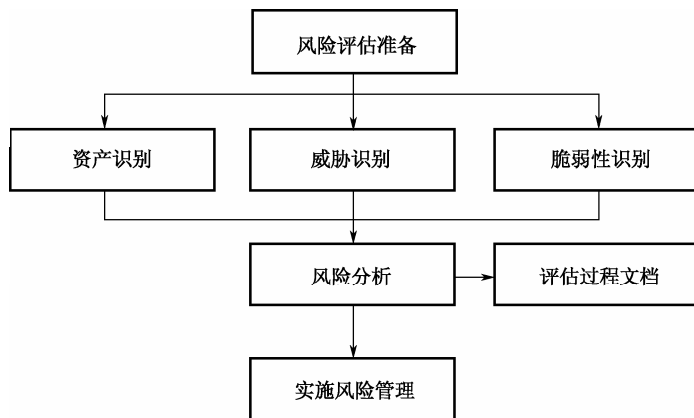 风险评估准备
资产识别
威胁识别
脆弱性识别
风险分析
评估过程文档
实施风险管理